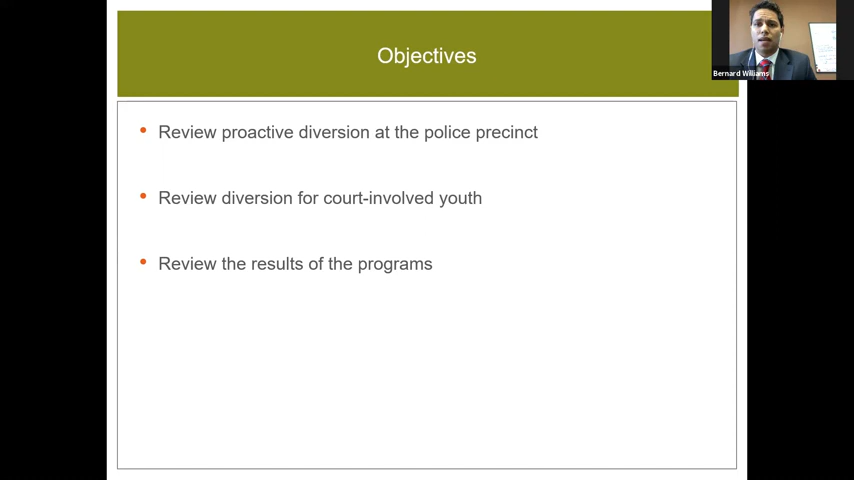 Objectives
Bernard Williams
Review proactive diversion at the police precinct
Review diversion for court-involved youth
Review the results of the programs